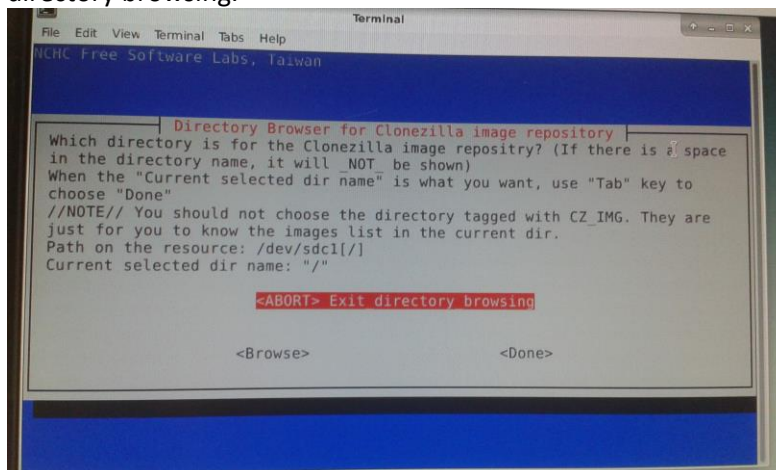 directory browsing.
Terminal
File Edit View Terminal Tabs Help
NCHC Free Software Labs, Taiwan
Directory Browser for Clonezilla image repository
Which directory is for the Clonezilla image repositry? (If there is a space
in the directory name, it will _NOT_ be shown)
When the "Current selected dir name" is what you want, use "Tab" key to
choose "Done"
//NOTE// You should not choose the directory tagged with CZ_IMG. They are
just for you to know the images list in the current dir.
Path on the resource: /dev/sdc1[/]
Current selected dir name: "/"
<ABORT> Exit directory browsing
<Browse> <Done>